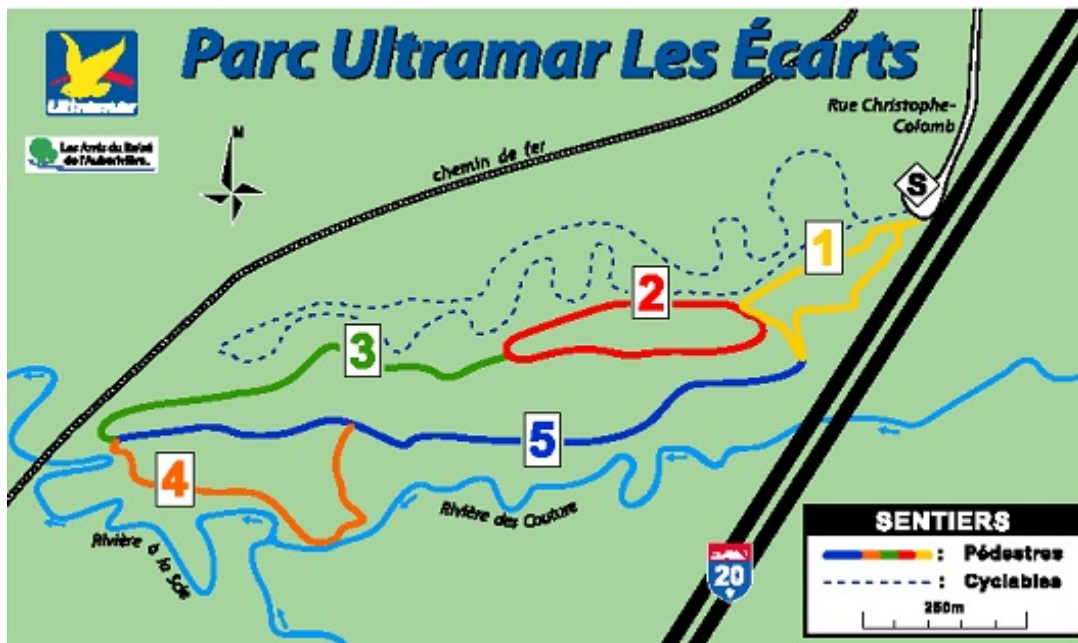 Parc Ultramar Les Écarts
Ultramar
Les Amis du Boisé
de l'Auberivière
N
chemin de fer
Rue Christophe-
Colomb
S
1
2
3
4
5
Rivière des Couture
Rivière à
la Scie
20
SENTIERS
: Pédestres
: Cyclables
250m